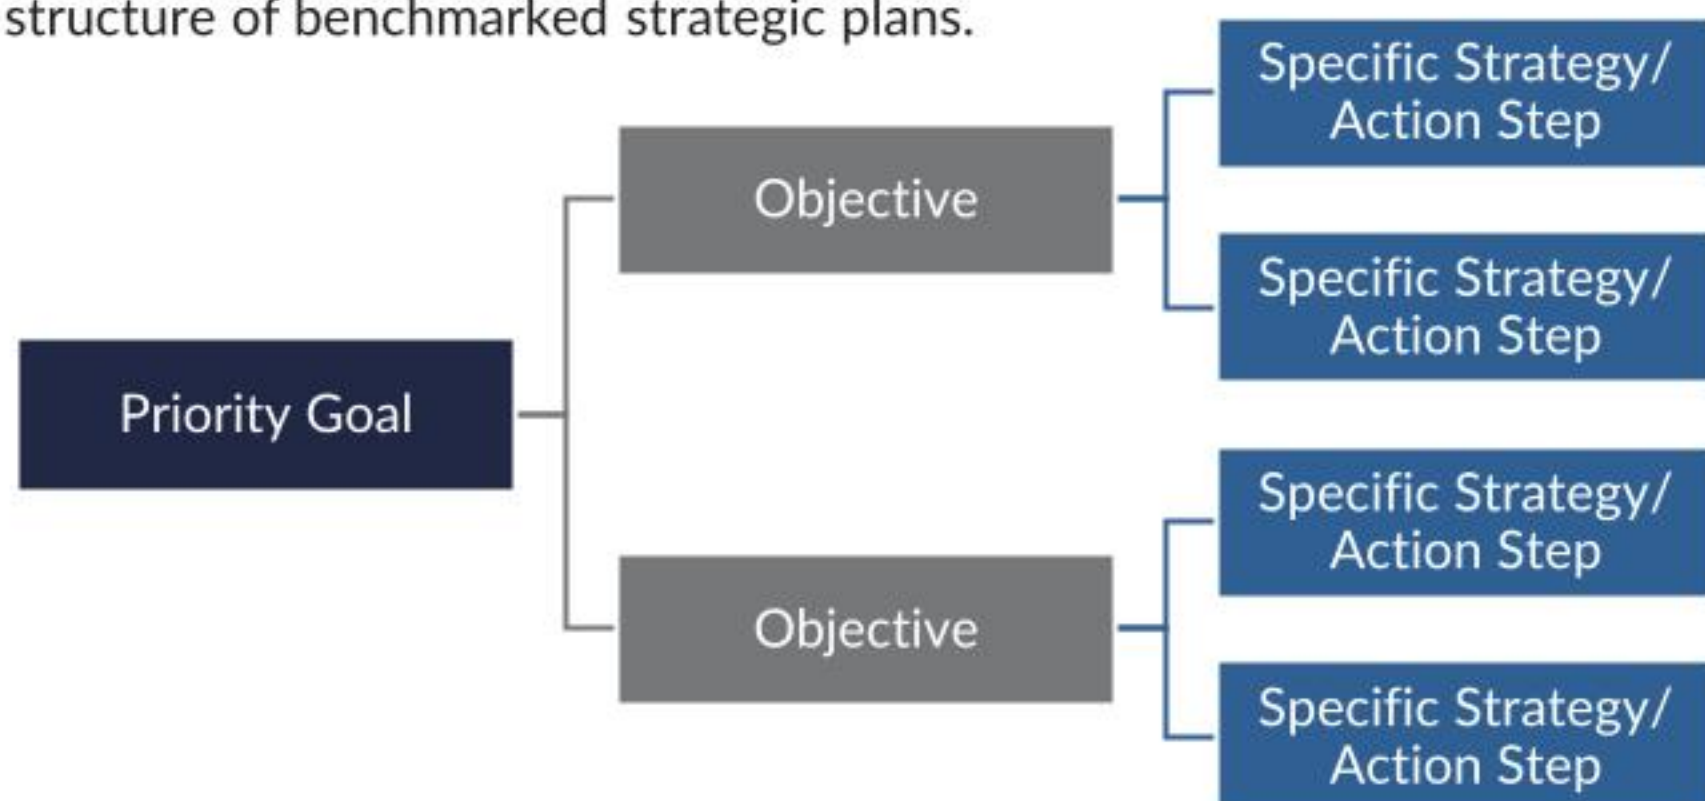 structure of benchmarked strategic plans.
Priority Goal
Objective
Specific Strategy/
Action Step
Specific Strategy/
Action Step
Objective
Specific Strategy/
Action Step
Specific Strategy/
Action Step